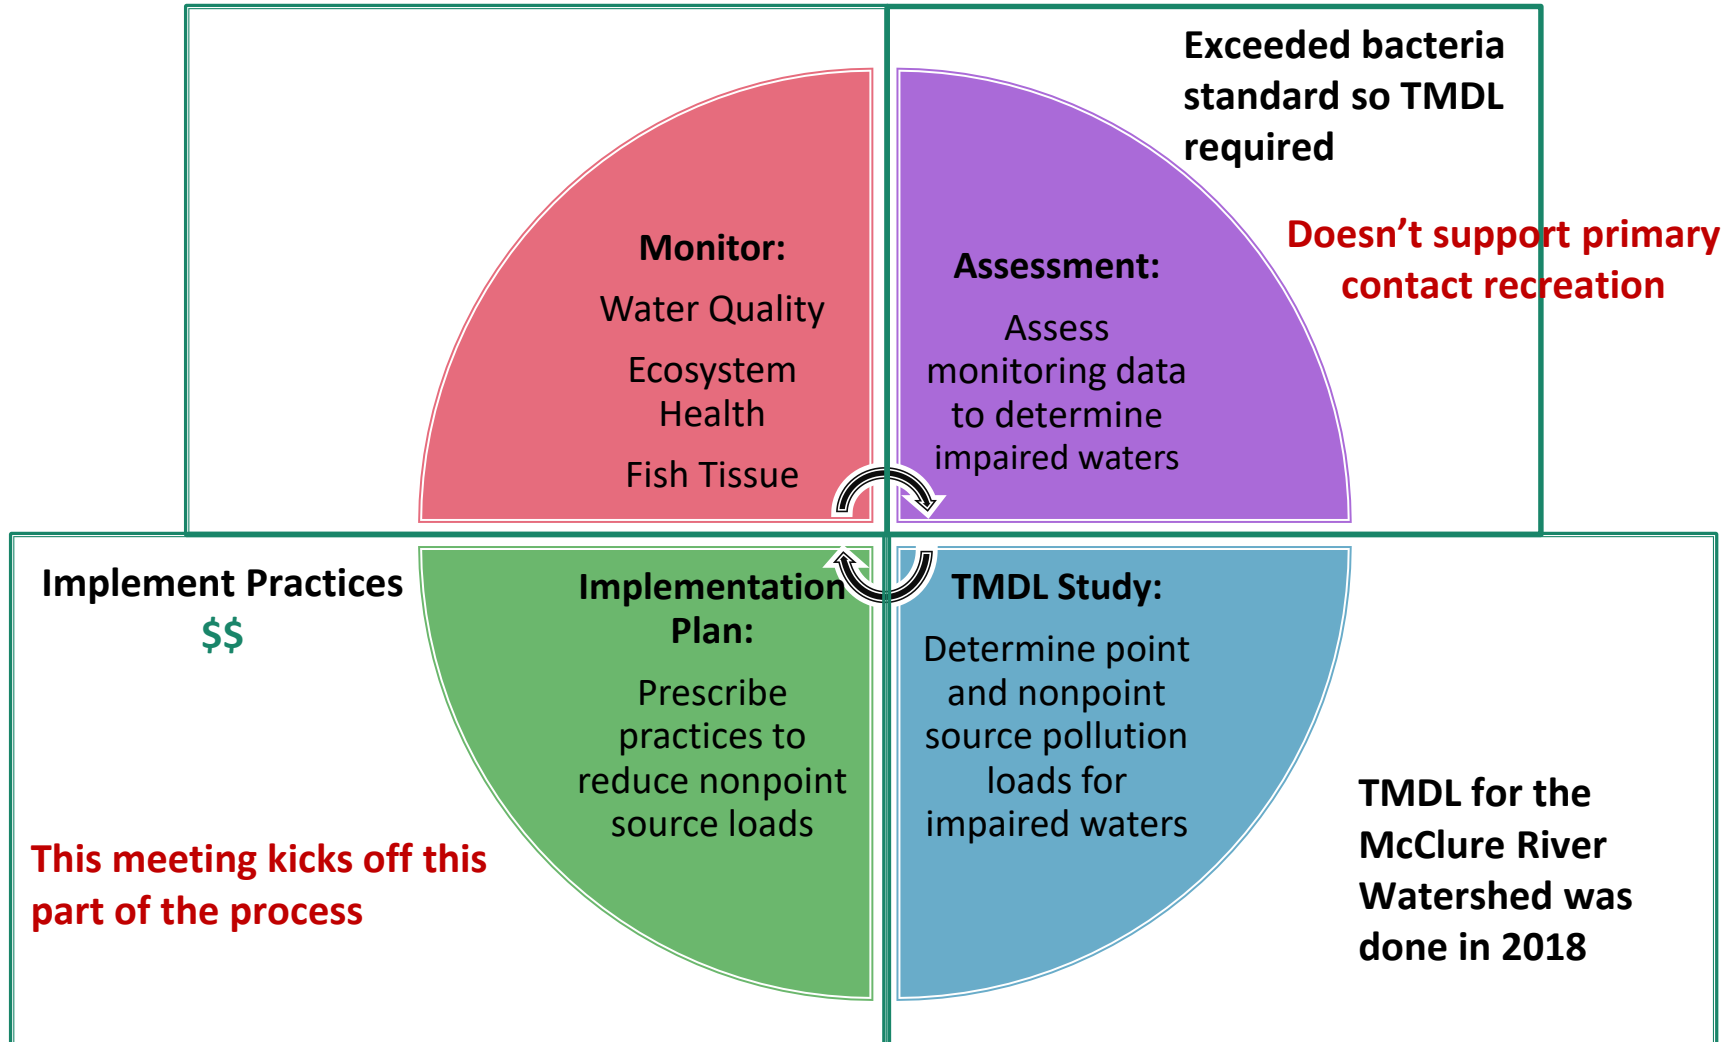 Monitor:
Water Quality
Ecosystem
Health
Fish Tissue
Exceeded bacteria
standard so TMDL
required
Doesn’t support primary
contact recreation
Assessment:
Assess
monitoring data
to determine
impaired waters
Implement Practices
$$
This meeting kicks off this
part of the process
Implementation
Plan:
Prescribe
practices to
reduce nonpoint
source loads
TMDL Study:
Determine point
and nonpoint
source pollution
loads for
impaired waters
TMDL for the
McClure River
Watershed was
done in 2018